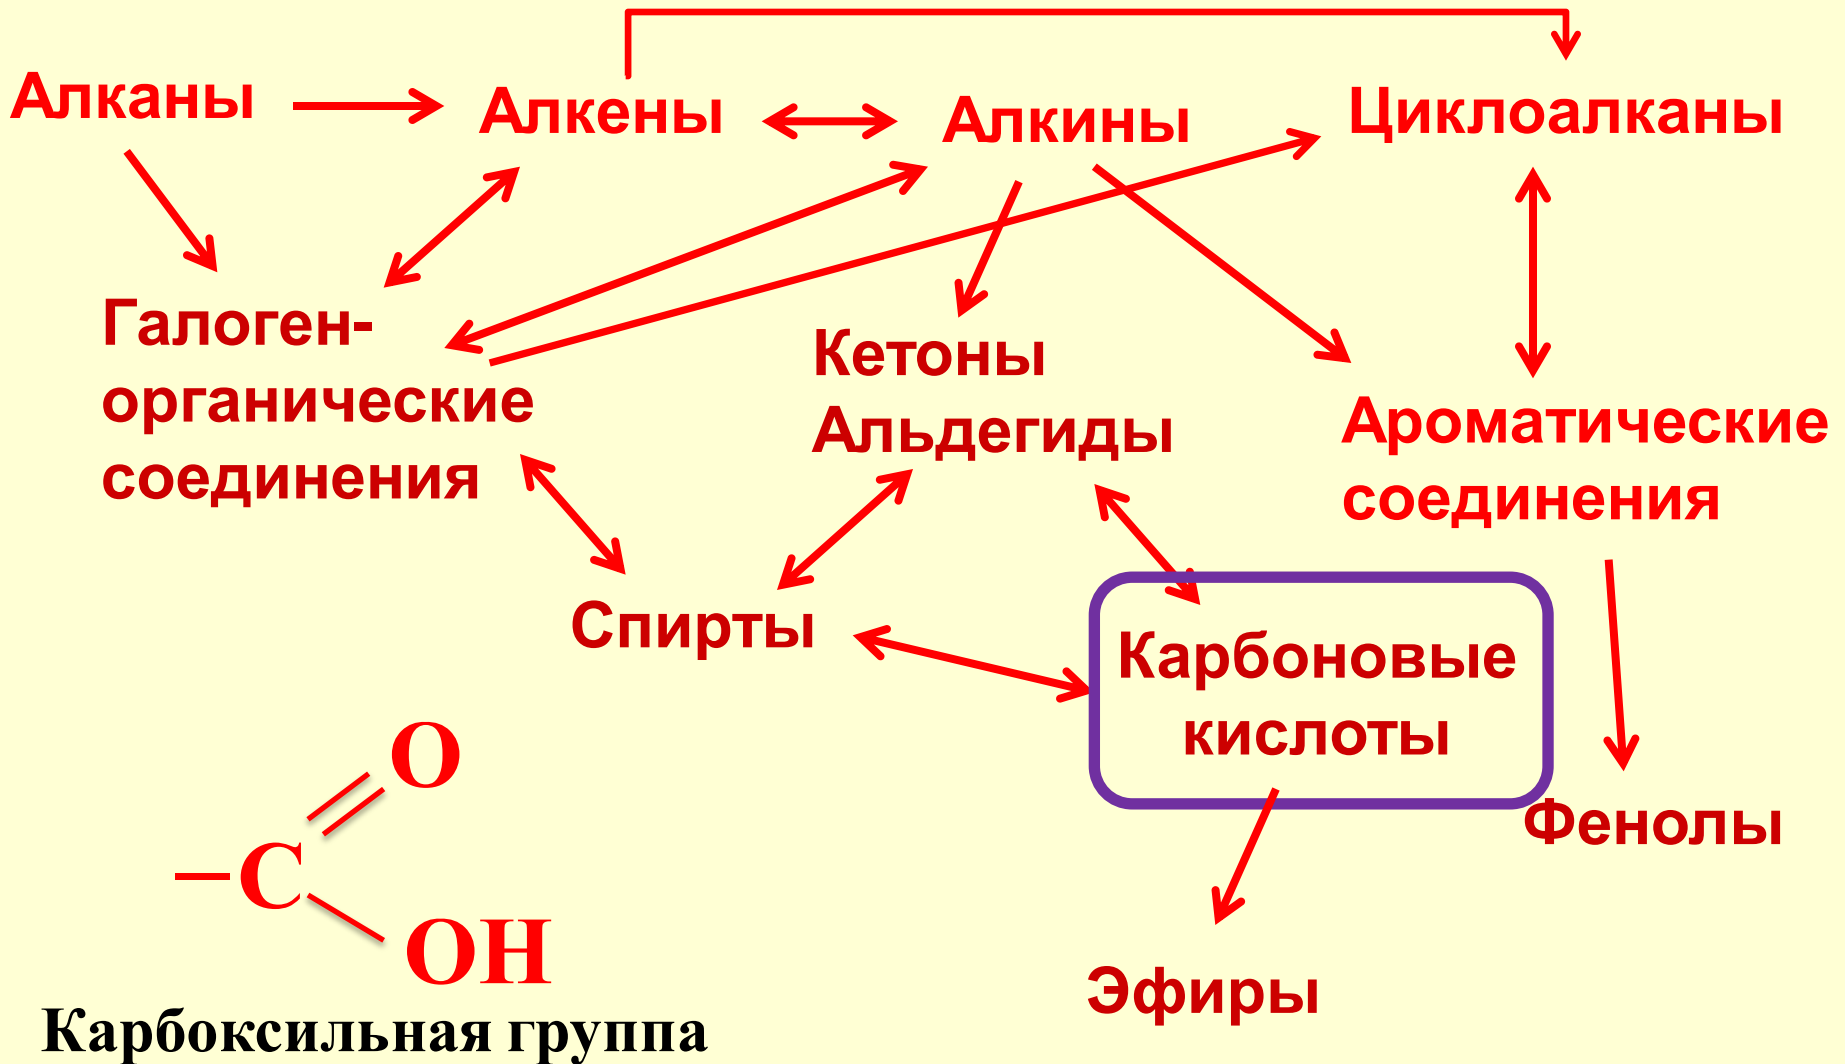 Алканы
Алкены
Алкины
Циклоалканы
Галоген-
органические
соединения
Кетоны
Альдегиды
Ароматические
соединения
Спирты
Карбоновые
кислоты
Фенолы
Эфиры
O
C
OH
Карбоксильная группа